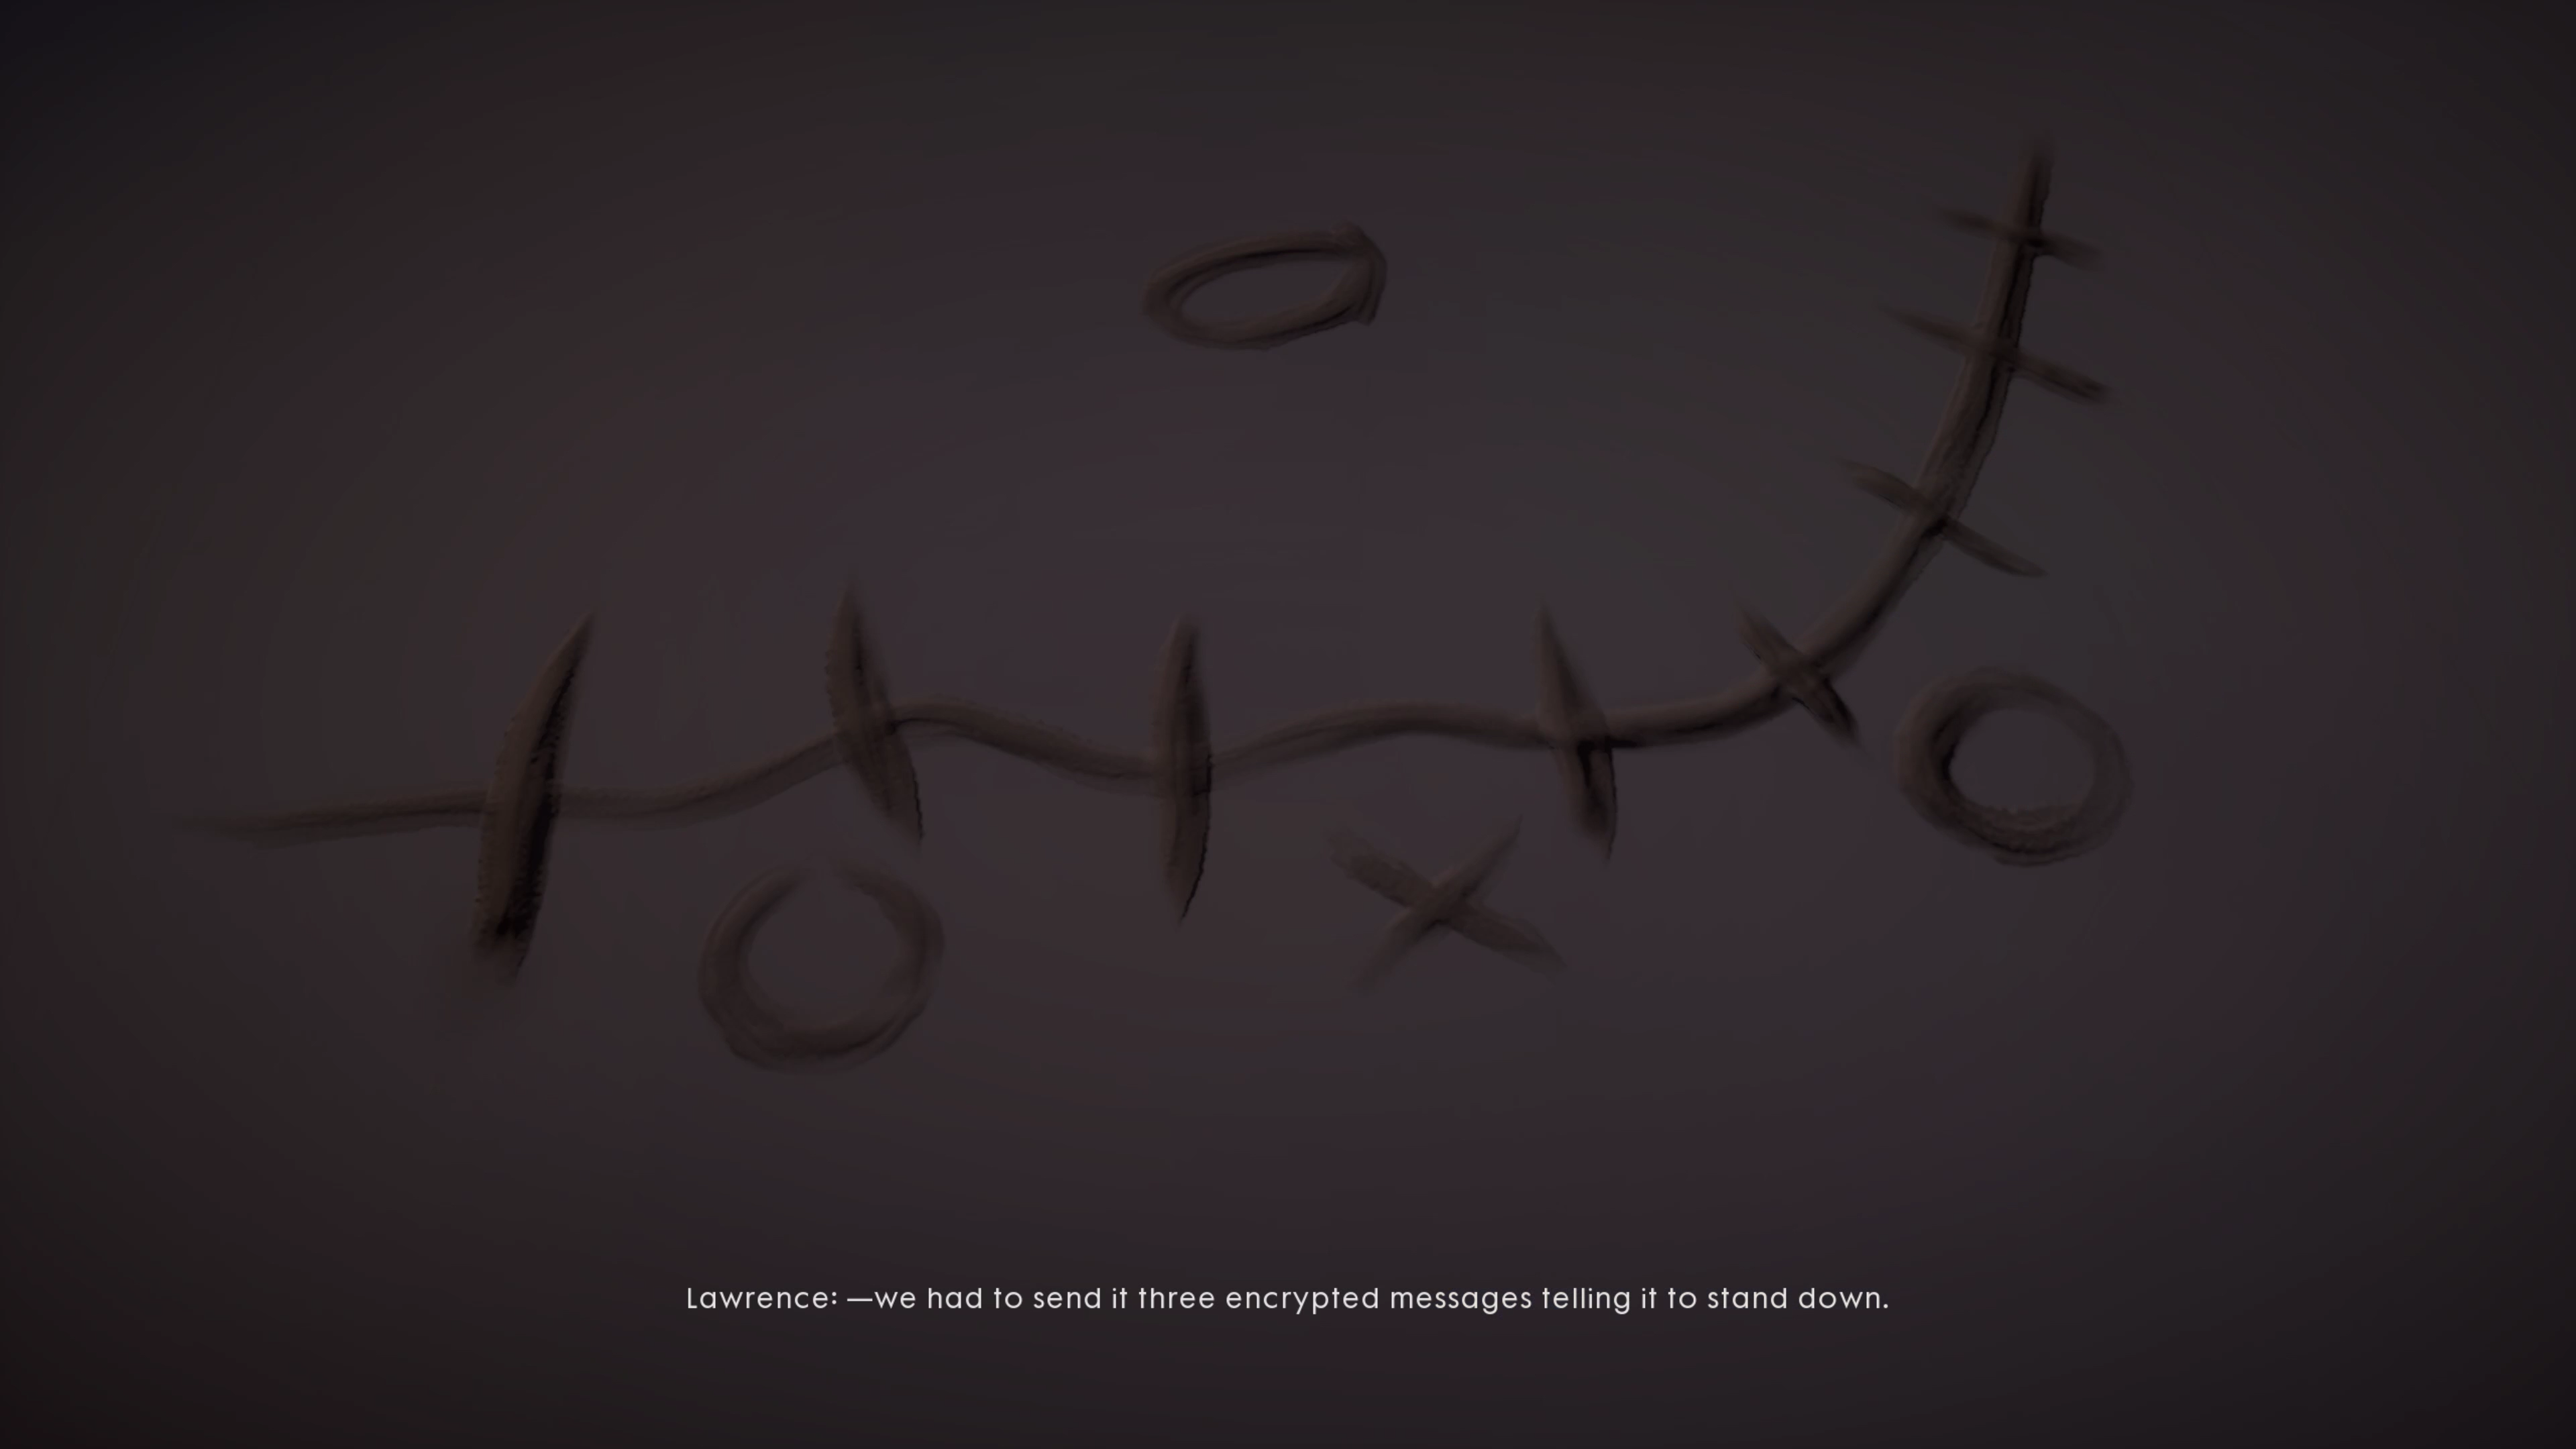 Lawrence: —we had to send it three encrypted messages telling it to stand down.